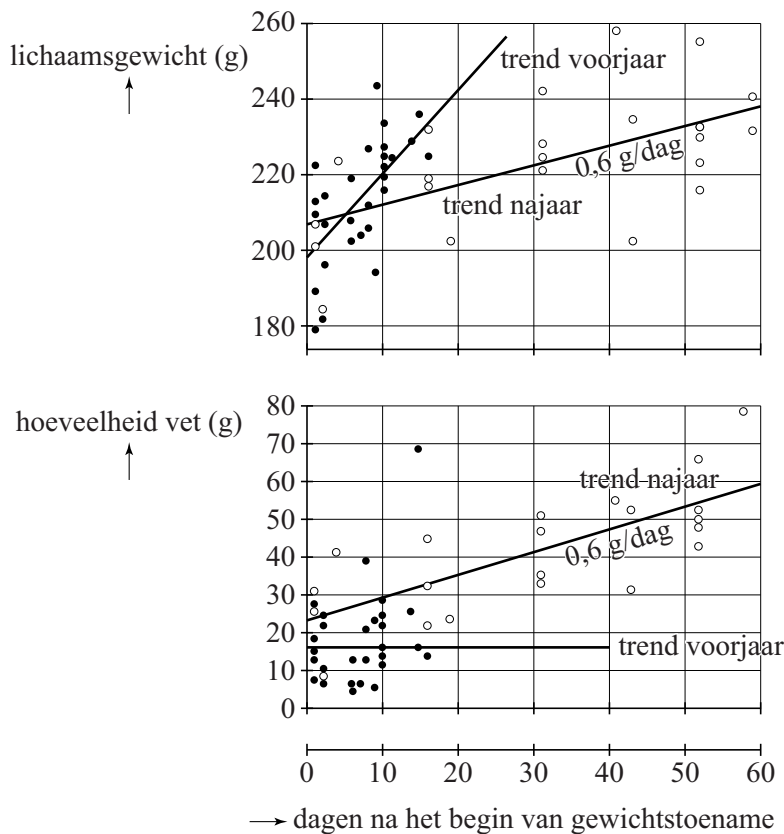 lichaamsgewicht (g)
260
240
220
200
180
trend voorjaar
0,6 g/dag
trend najaar
hoeveelheid vet (g)
80
70
60
50
40
30
20
10
0
trend najaar
0,6 g/dag
trend voorjaar
0 10 20 30 40 50 60
dagen na het begin van gewichtstoename